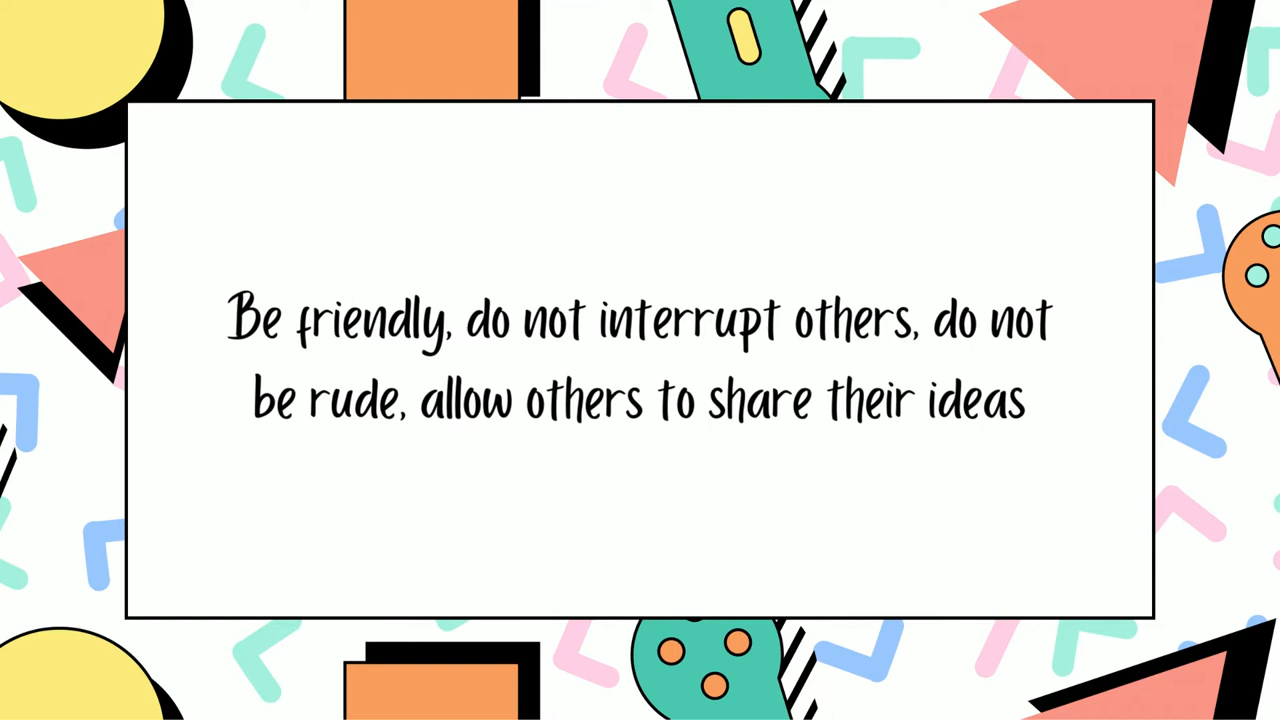 Be friendly, do not interrupt others, do not
be rude, allow others to share their ideas